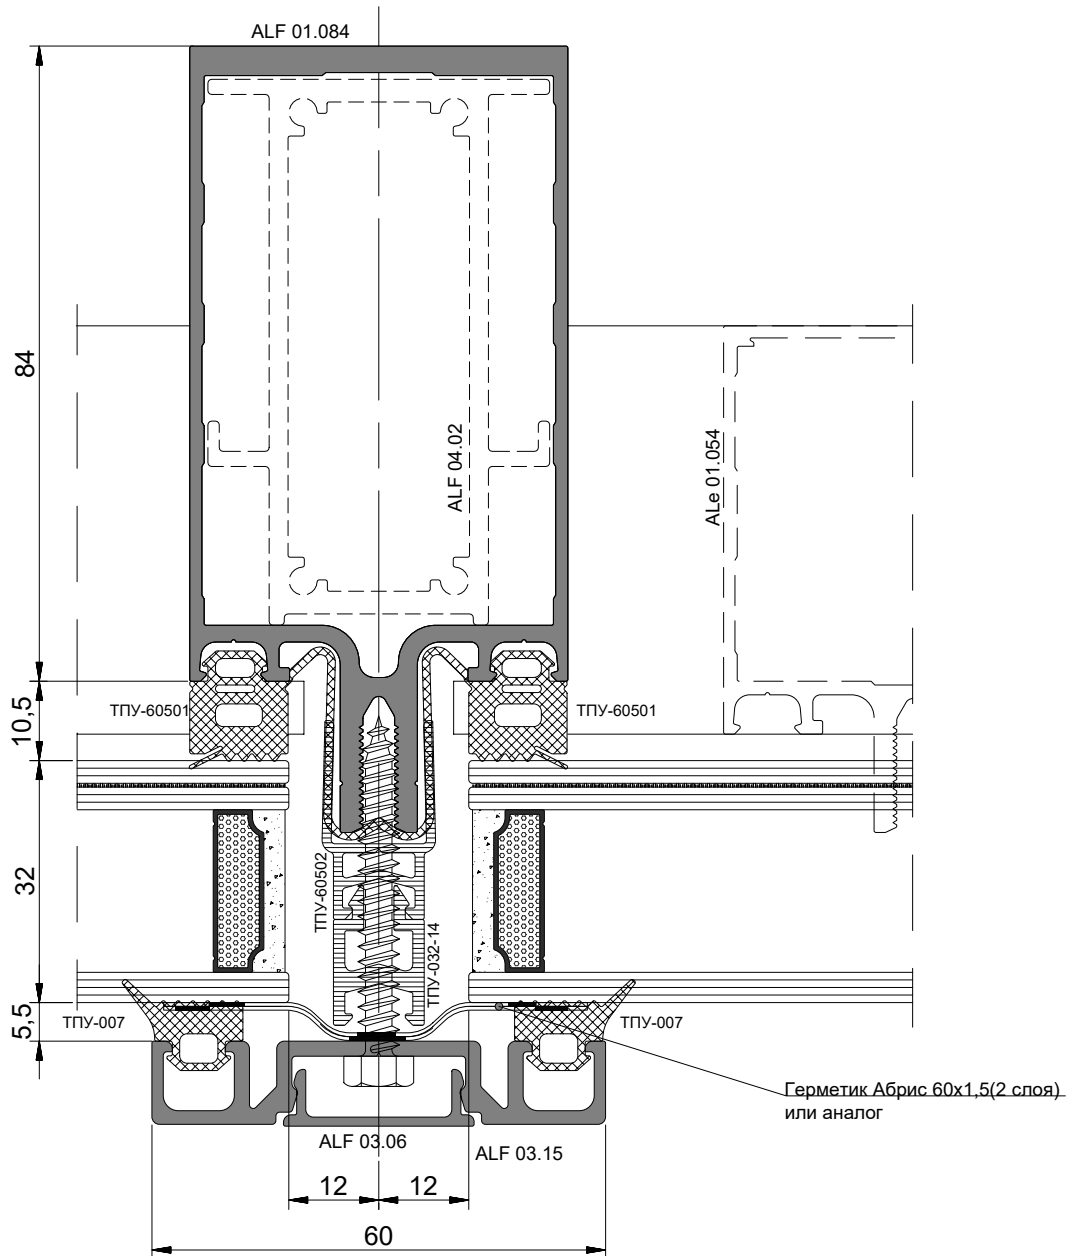 ALF 01.084
84
ALF 04.02
ALe 01.054
10,5
ТПУ-60501
ТПУ-60501
32
ТПУ-60502
ТПУ-032-14
5,5
ТПУ-007
ТПУ-007
Герметик Абрис 60х1,5(2 слоя)
или аналог
ALF 03.06
ALF 03.15
12
12
60